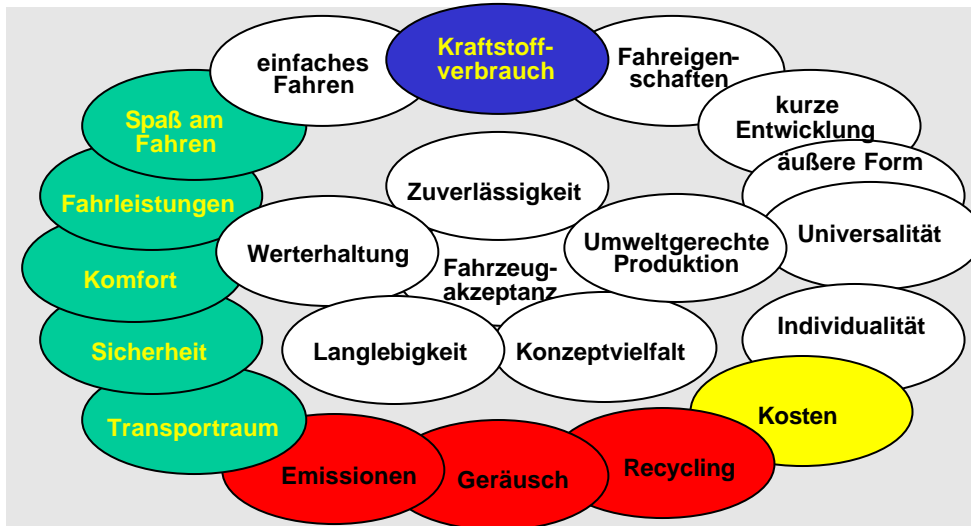 einfaches
Fahren
Kraftstoff-
verbrauch
Fahreigen-
schaften
kurze
Entwicklung
Spaß am
Fahren
äußere Form
Fahrleistungen
Zuverlässigkeit
Universalität
Komfort
Werterhaltung
Fahrzeug-
akzeptanz
Umweltgerechte
Produktion
Sicherheit
Langlebigkeit
Konzeptvielfalt
Individualität
Transportraum
Kosten
Emissionen
Geräusch
Recycling